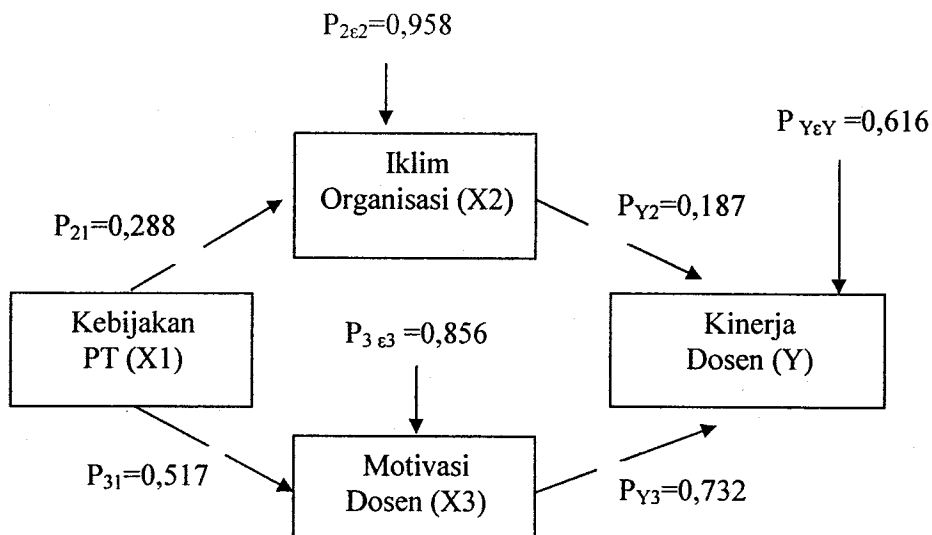 P2ε2=0,958
P YεY =0,616
Iklim
Organisasi (X2)
P21=0,288
PY2=0,187
Kebijakan
PT (X1)
P3 ε3 =0,856
Kinerja
Dosen (Y)
P31=0,517
Motivasi
Dosen (X3)
PY3=0,732